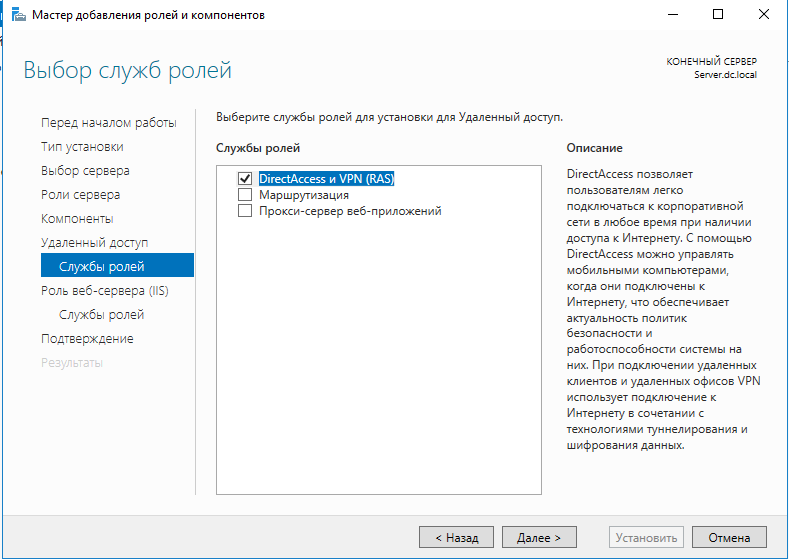 Мастер добавления ролей и компонентов
Выбор служб ролей
КОНЕЧНЫЙ СЕРВЕР
Server.dc.local
Перед началом работы
Тип установки
Выбор сервера
Роли сервера
Компоненты
Удаленный доступ
Службы ролей
Роль веб-сервера (IIS)
Службы ролей
Подтверждение
Результаты
Выберите службы ролей для установки для Удаленный доступ.
Службы ролей
DirectAccess и VPN (RAS)
Маршрутизация
Прокси-сервер веб-приложений
Описание
DirectAccess позволяет
пользователям легко
подключаться к корпоративной
сети в любое время при наличии
доступа к Интернету. С помощью
DirectAccess можно управлять
мобильными компьютерами,
когда они подключены к
Интернету, что обеспечивает
актуальность политик
безопасности и
работоспособности системы на
них. При подключении удаленных
клиентов и удаленных офисов VPN
использует подключение к
Интернету в сочетании с
технологиями туннелирования и
шифрования данных.
< Назад
Далее >
Установить
Отмена